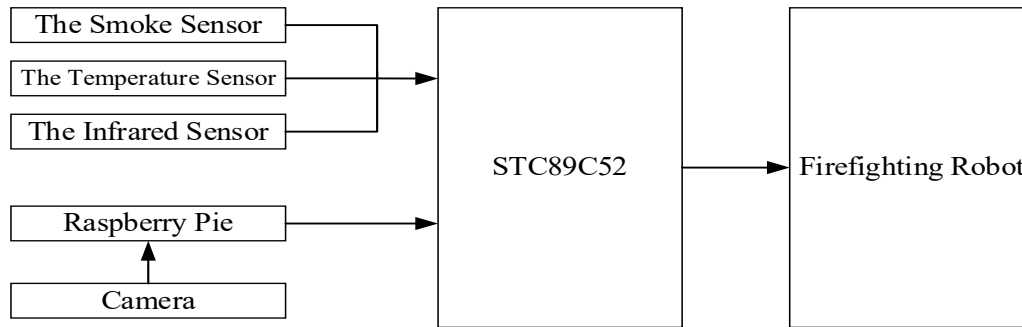 The Smoke Sensor
The Temperature Sensor
The Infrared Sensor
STC89C52
Firefighting Robot
Raspberry Pie
Camera